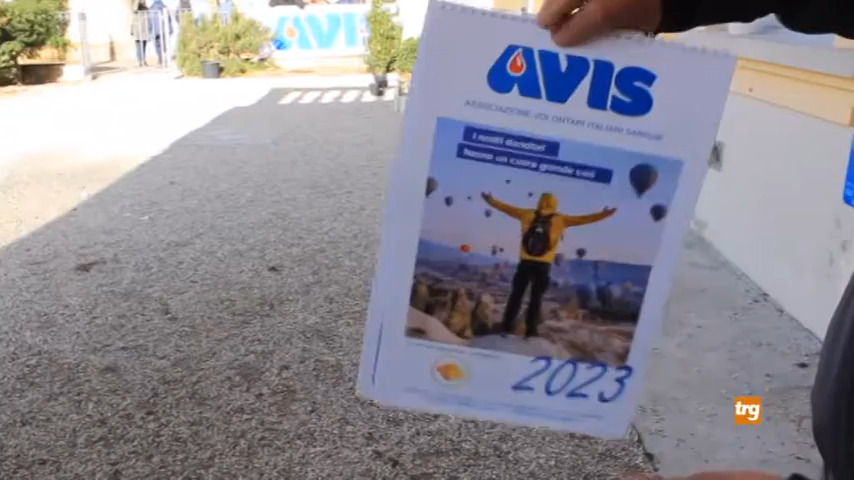 AVIS
AVIS
ASSOCIAZIONE VOLONTARI ITALIANI SANGUE
I nostri donatori
hanno un cuore grande così
2023
trg